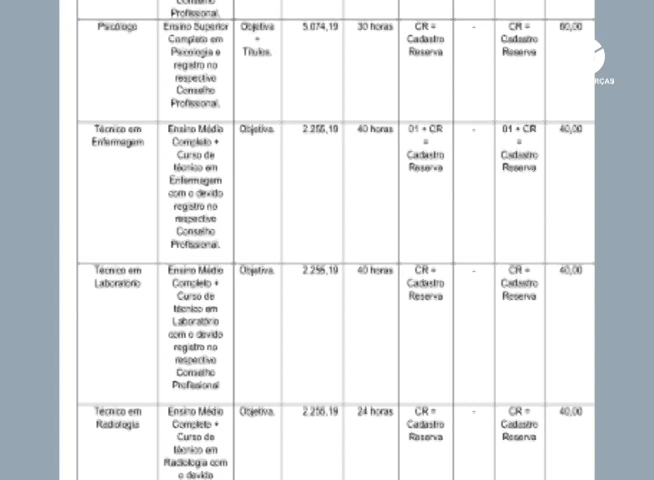 Conselho
Profissional.
Psicólogo
Ensino Superior
Completo em
Psicologia e
registro no
respectivo
Conselho
Profissional.
Objetiva
+
Títulos.
5.074,19
30 horas
CR =
Cadastro
Reserva
-
CR =
Cadastro
Reserva
60,00
RÇAS
Técnico em
Enfermagem
Ensino Médio
Completo +
Curso de
técnico em
Enfermagem
com o devido
registro no
respectivo
Conselho
Profissional.
Objetiva.
2.256,19
40 horas
01 + CR
=
Cadastro
Reserva
-
01 + CR
=
Cadastro
Reserva
40,00
Técnico em
Laboratório
Ensino Médio
Completo +
Curso de
técnico em
Laboratório
com o devido
registro no
respectivo
Conselho
Profissional
Objetiva.
2.256,19
40 horas
CR =
Cadastro
Reserva
-
CR =
Cadastro
Reserva
40,00
Técnico em
Radiologia
Ensino Médio
Completo +
Curso de
técnico em
Radiologia com
o devido
Objetiva.
2.256,19
24 horas
CR =
Cadastro
Reserva
-
CR =
Cadastro
Reserva
40,00